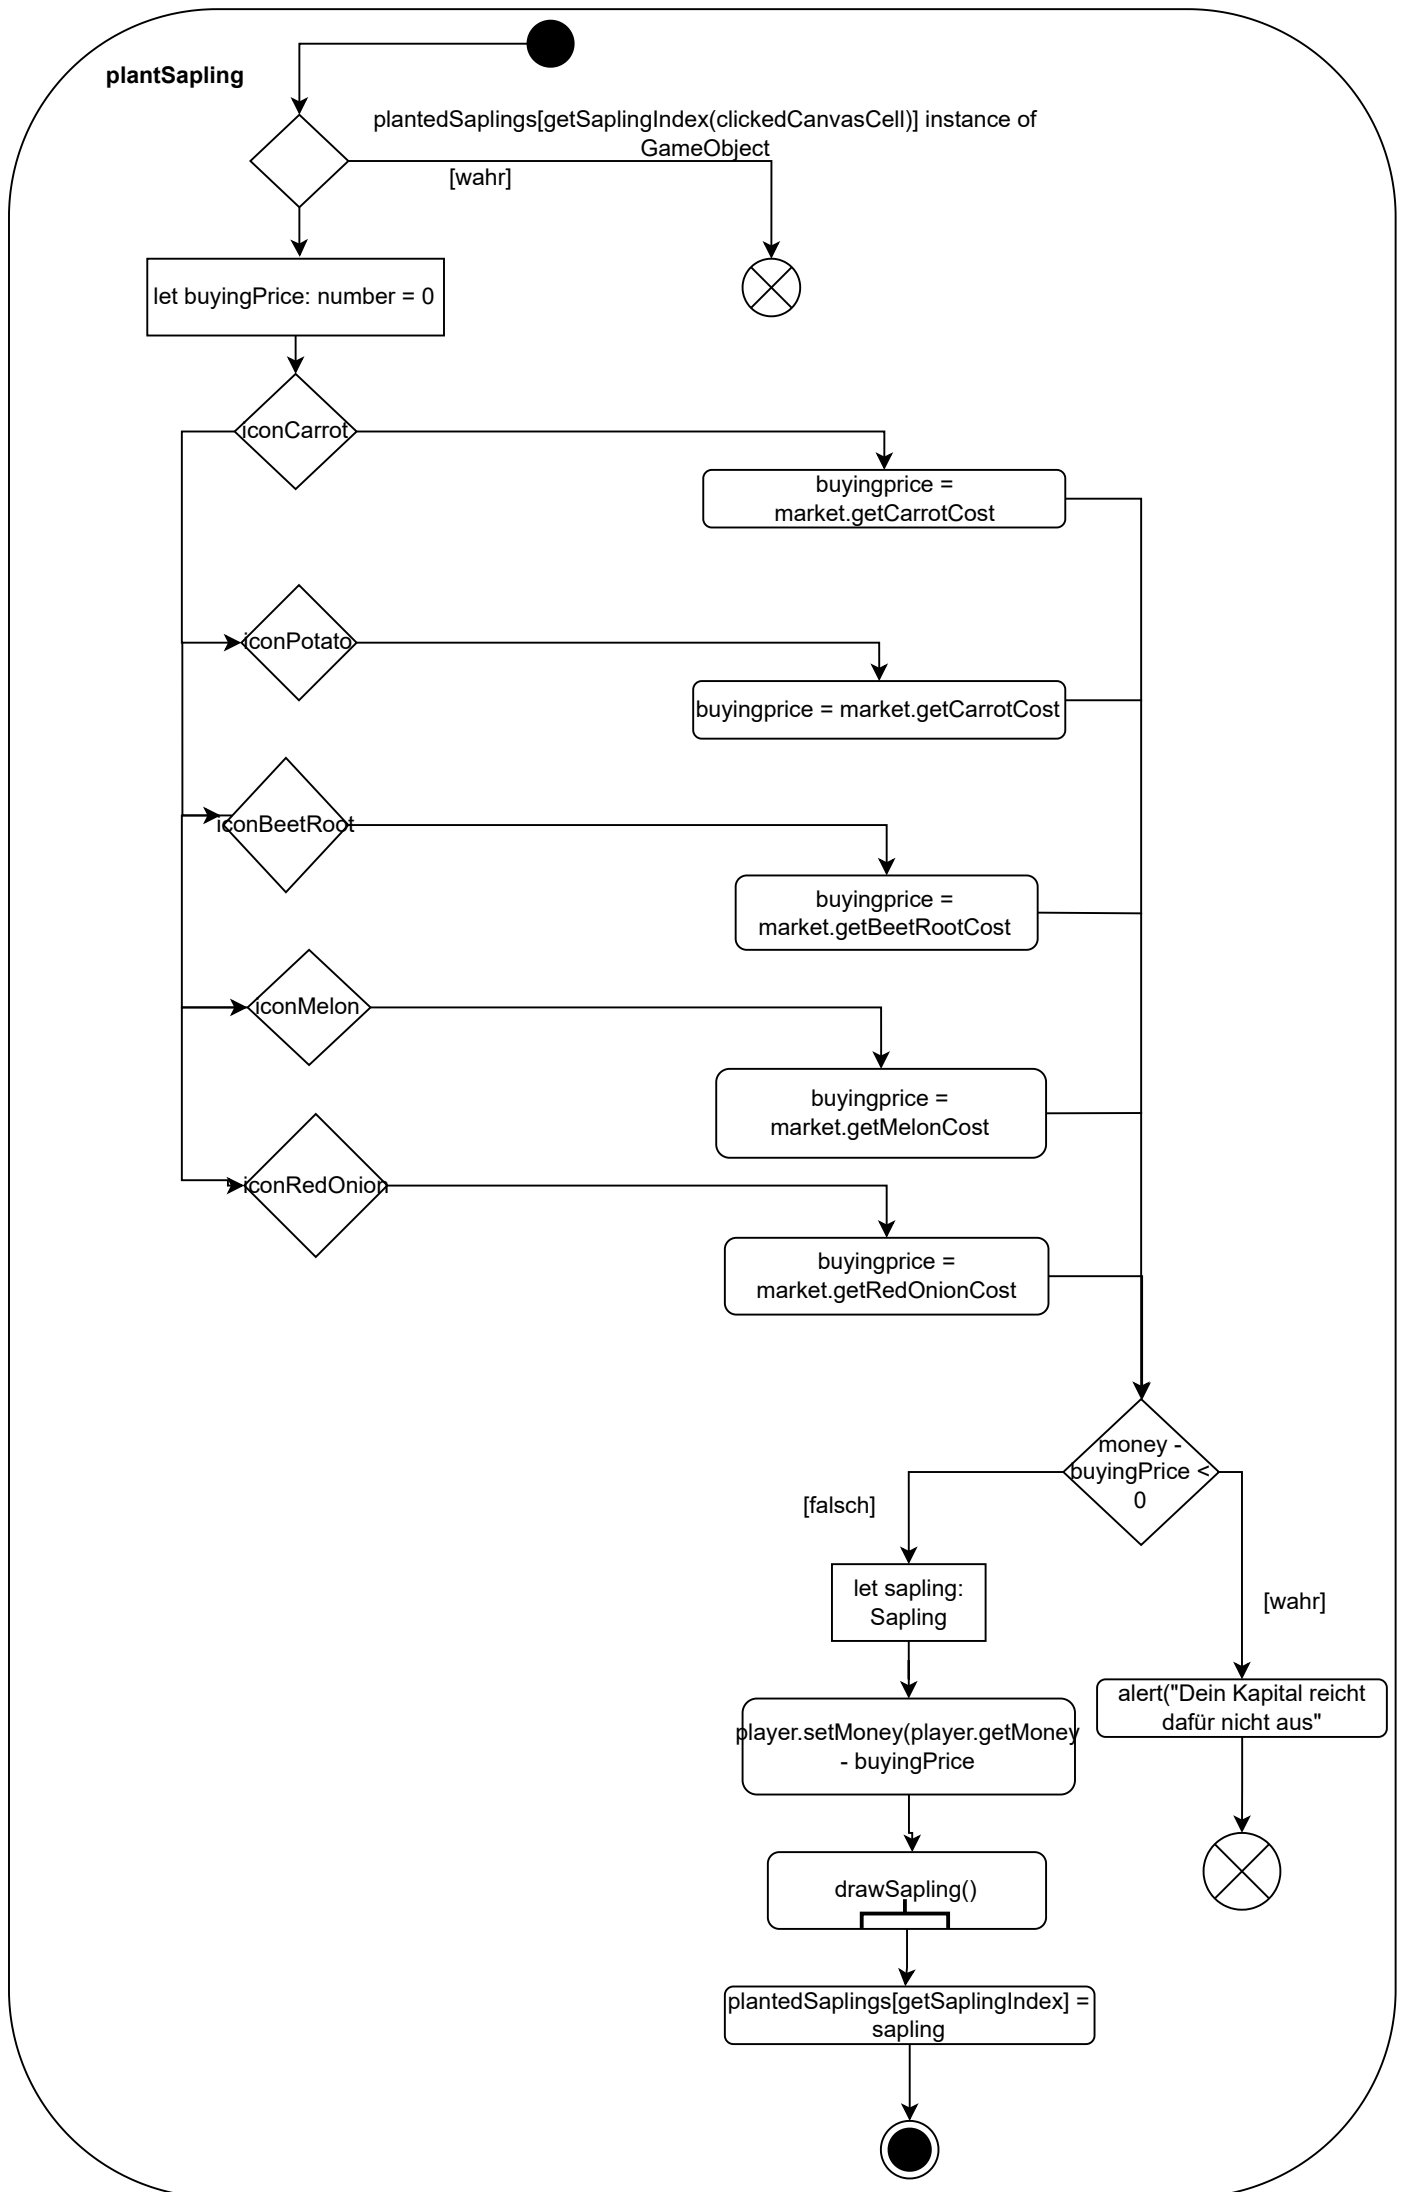 plantSapling
plantedSaplings[getSaplingIndex(clickedCanvasCell)] instance of
GameObject
[wahr]
let buyingPrice: number = 0
iconCarrot
buyingprice =
market.getCarrotCost
iconPotato
buyingprice = market.getCarrotCost
iconBeetRoot
buyingprice =
market.getBeetRootCost
iconMelon
buyingprice =
market.getMelonCost
iconRedOnion
buyingprice =
market.getRedOnionCost
money -
buyingPrice <
0
[falsch]
let sapling:
Sapling
[wahr]
alert("Dein Kapital reicht
dafür nicht aus"
player.setMoney(player.getMoney
- buyingPrice
drawSapling()
plantedSaplings[getSaplingIndex] =
sapling